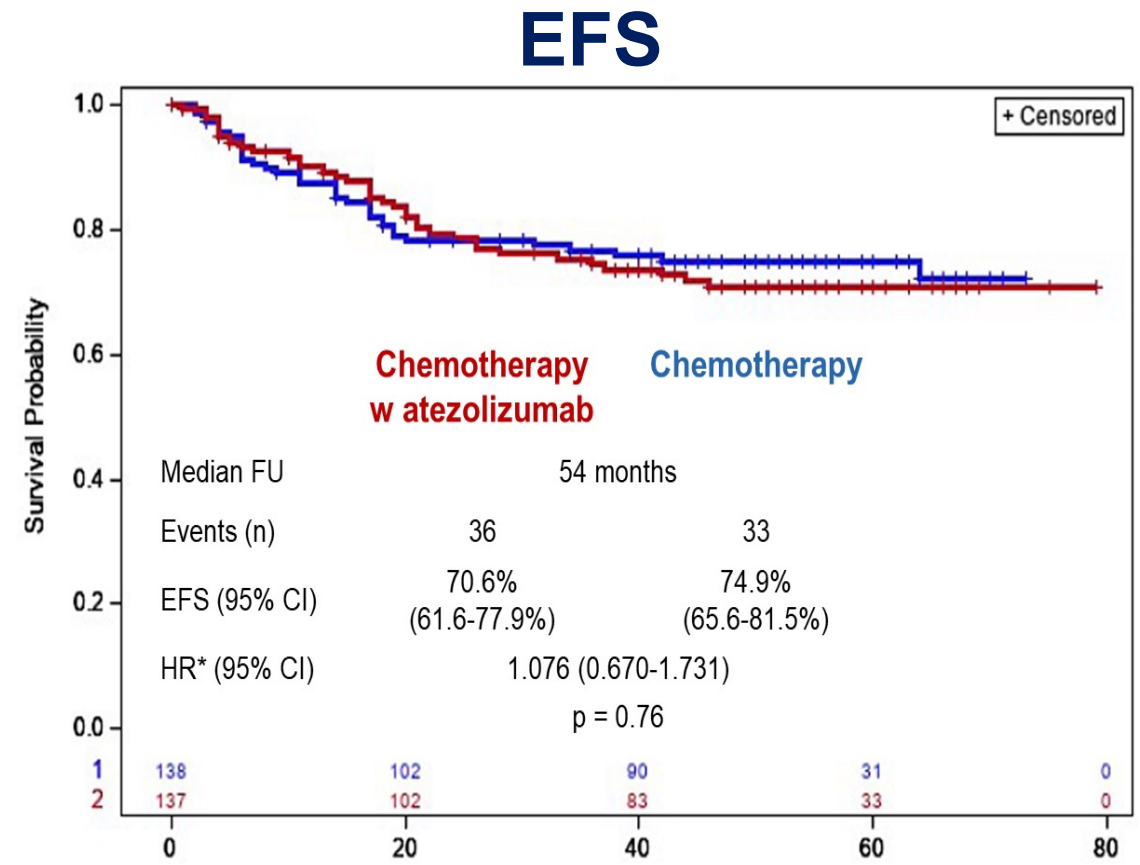 EFS
+ Censored
Survival Probability
1.0
0.8
0.6
0.4
0.2
0.0
Chemotherapy Chemotherapy
w atezolizumab
Median FU 54 months
Events (n) 36 33
70.6% 74.9%
EFS (95% CI)
(61.6-77.9%) (65.6-81.5%)
HR* (95% CI) 1.076 (0.670-1.731)
p = 0.76
1 138 102 90 31 0
2 137 102 83 33 0
0 20 40 60 80